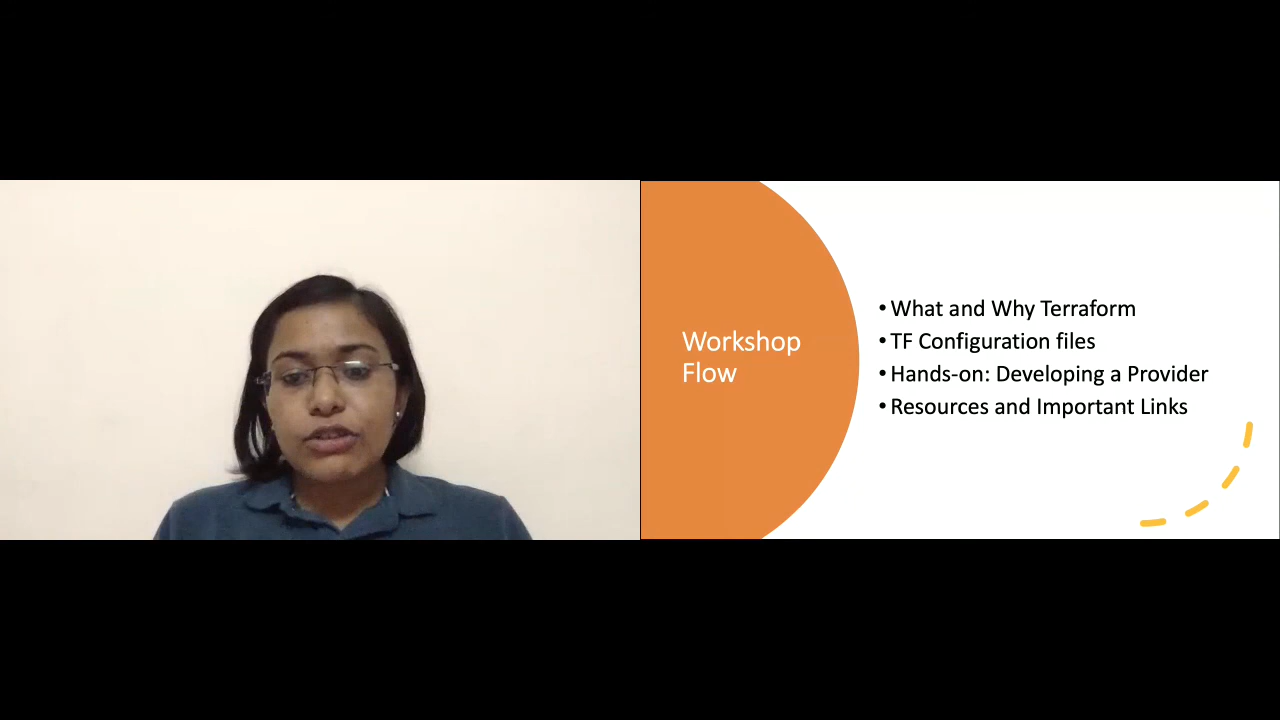 Workshop
Flow
• What and Why Terraform
• TF Configuration files
• Hands-on: Developing a Provider
• Resources and Important Links